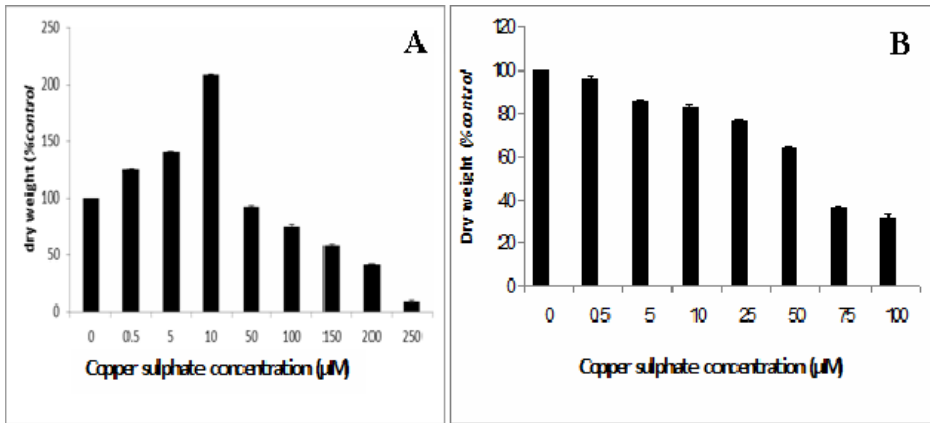 A
dry weight (%control
250
200
150
100
50
0
0 0.5 5 10 50 100 150 200 250
Copper sulphate concentration (µM)
B
Dry weight (%control
120
100
80
60
40
20
0
0 0.5 5 10 25 50 75 100
Copper sulphate concentration (µM)